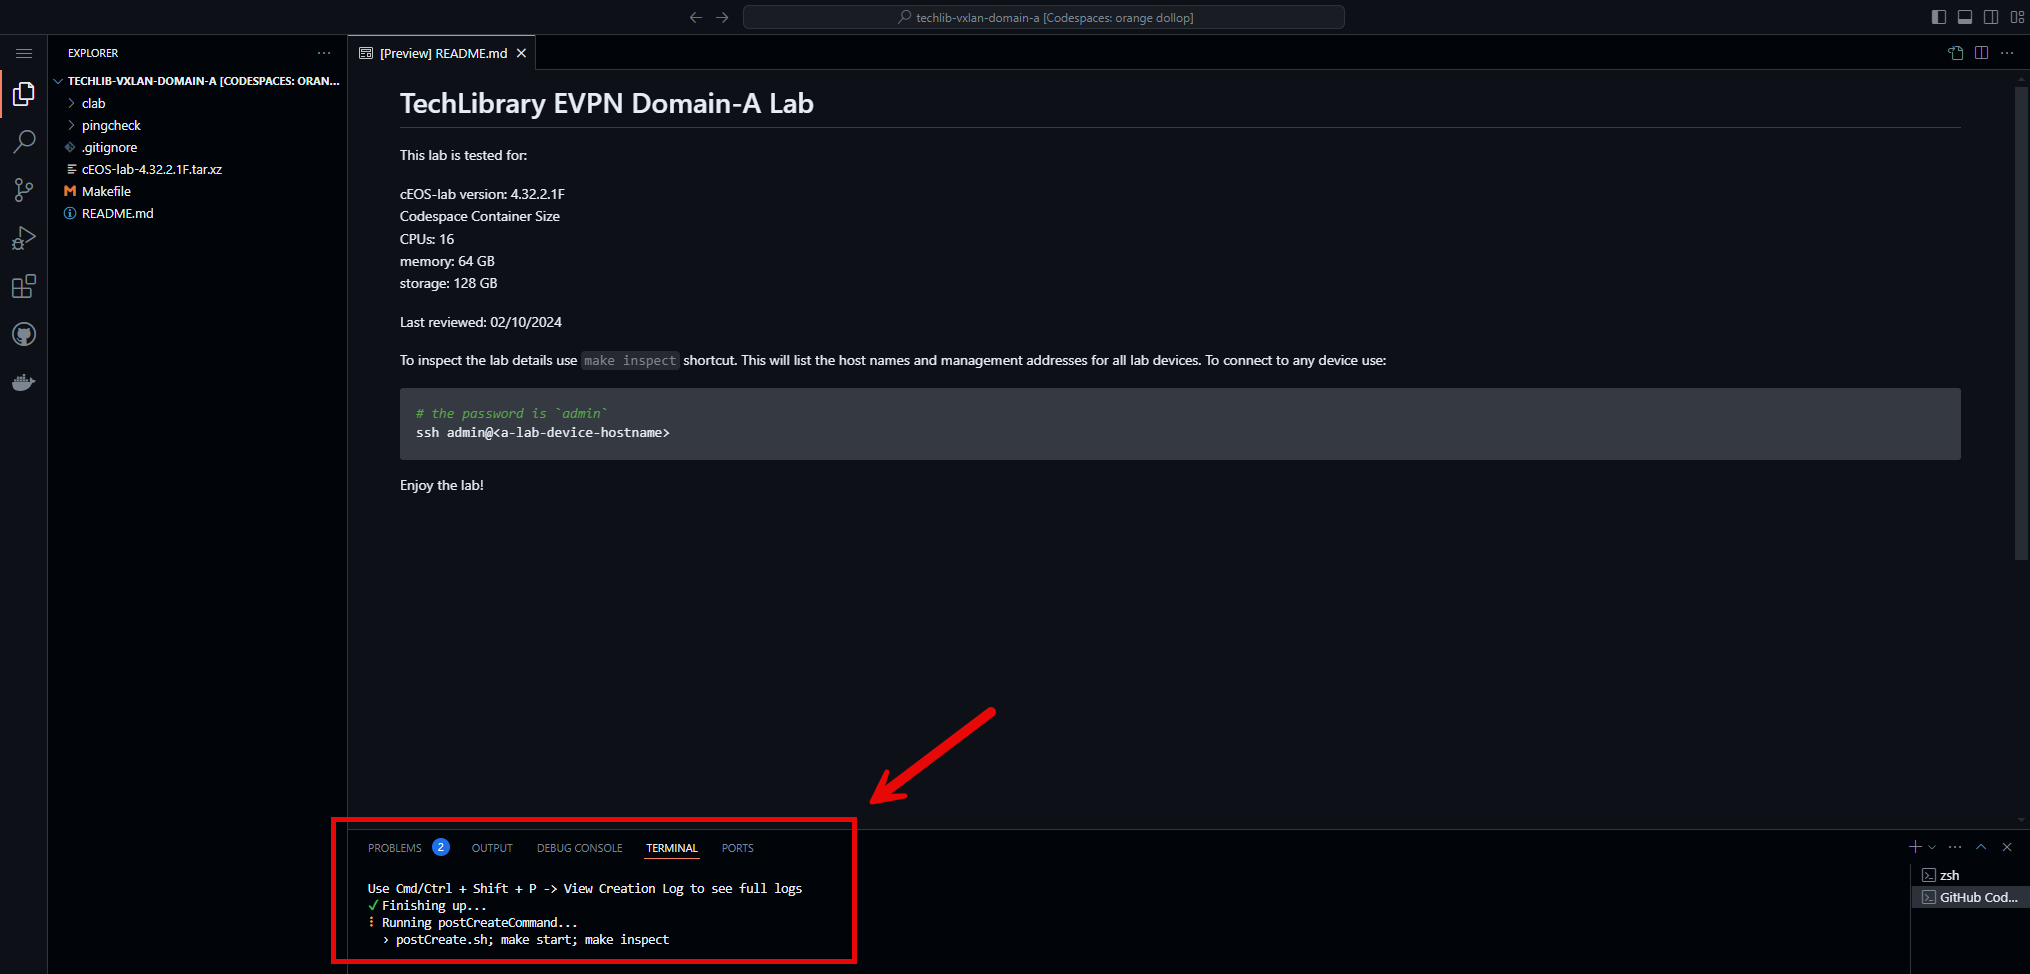 techlib-vxlan-domain-a [Codespaces: orange dollop]
EXPLORER
TECHLIB-VXLAN-DOMAIN-A [CODESPACES: ORAN...
clab
pingcheck
.gitignore
cEOS-lab-4.32.2.1F.tar.xz
Makefile
README.md
[Preview] README.md
TechLibrary EVPN Domain-A Lab
This lab is tested for:
cEOS-lab version: 4.32.2.1F
Codespace Container Size
CPUs: 16
memory: 64 GB
storage: 128 GB
Last reviewed: 02/10/2024
To inspect the lab details use make inspect shortcut. This will list the host names and management addresses for all lab devices. To connect to any device use:
# the password is `admin`
ssh admin@<a-lab-device-hostname>
Enjoy the lab!
PROBLEMS 2 OUTPUT DEBUG CONSOLE TERMINAL PORTS
Use Cmd/Ctrl + Shift + P -> View Creation Log to see full logs
✓ Finishing up...
⠇ Running postCreateCommand...
› postCreate.sh; make start; make inspect
zsh
GitHub Cod...